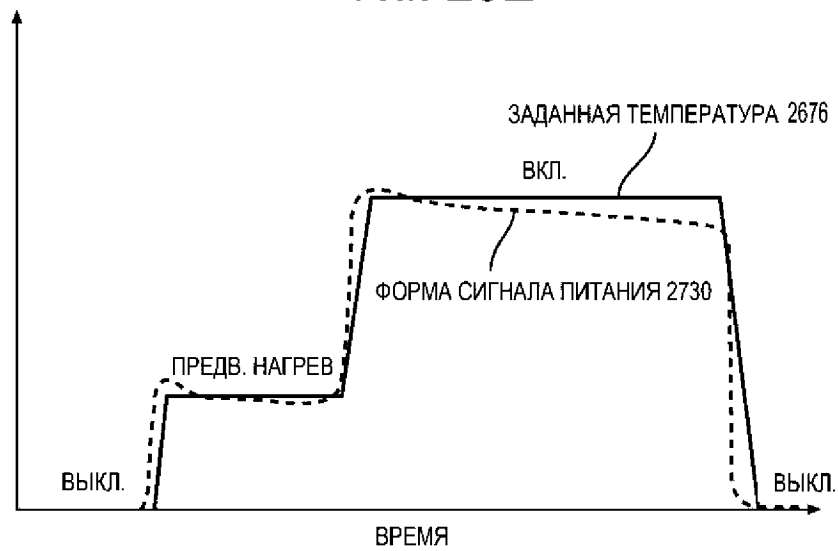 ЗАДАННАЯ ТЕМПЕРАТУРА 2676
ВКЛ.
ФОРМА СИГНАЛА ПИТАНИЯ 2730
ПРЕДВ. НАГРЕВ
ВЫКЛ.
ВЫКЛ.
ВРЕМЯ